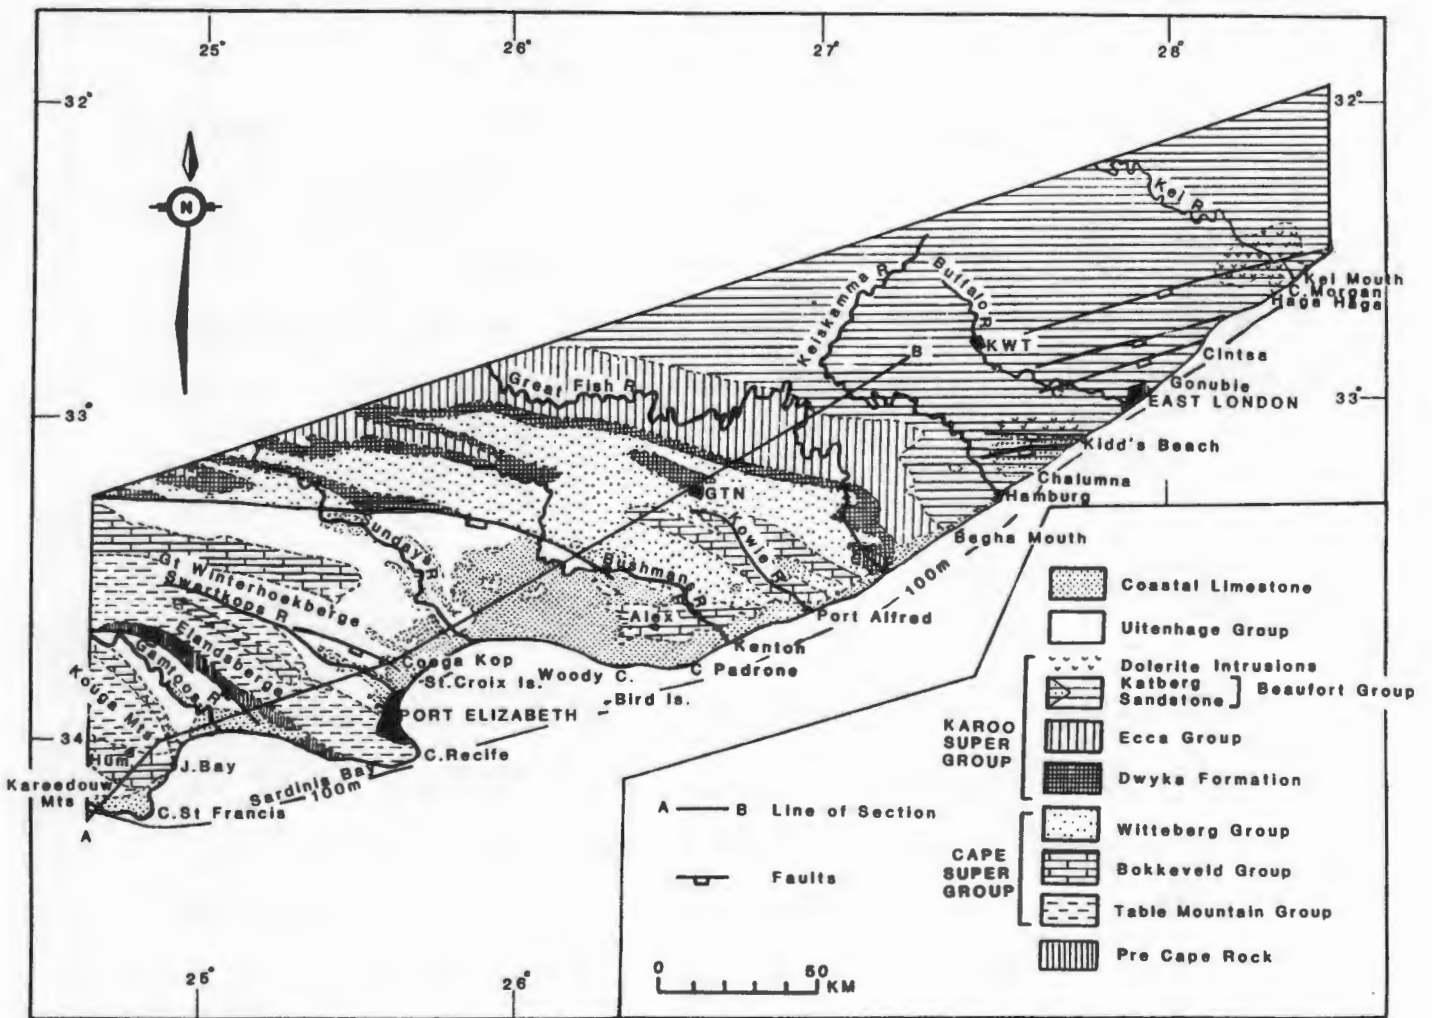 25°
26°
27°
28°
32°
32°
N
Kei R
Keiskamma R
Buffalo R
Kei Mouth
C.Morgan
Haga Haga
KWT
B
Cintsa
Great Fish R
Gonubie
EAST LONDON
33°
33°
Kidd's Beach
GTN
Chalumna
Hamburg
Kowie R
Begha Mouth
Sundays R
Bushmans R
100m
Gt Winterhoekberge
Swartkops R
Alex
Port Alfred
Elandsberge
Kenton
Gamtoos R
Coega Kop
C. Padrone
St.Croix Is.
Woody C.
Kouga Mts
Bird Is.
PORT ELIZABETH
34°
C.Recife
Hum
J.Bay
Kareedouw
Mts
Sardinia Bay
100m
C.St Francis
A
Coastal Limestone
Uitenhage Group
Dolerite Intrusions
Katberg
Sandstone
Beaufort Group
KAROO
SUPER
GROUP
Ecca Group
Dwyka Formation
A B Line of Section
Witteberg Group
CAPE
SUPER
GROUP
Faults
Bokkeveld Group
Table Mountain Group
Pre Cape Rock
0 50
KM
25°
26°